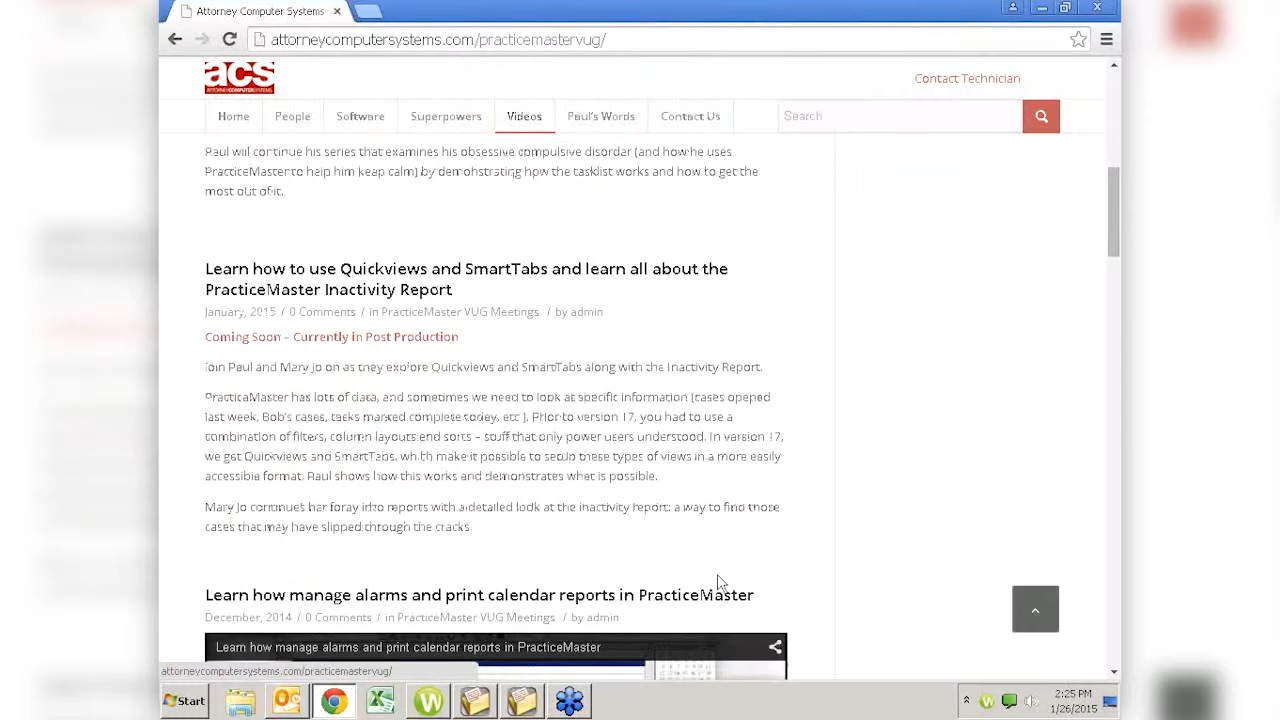 Attorney Computer Systems
attorneycomputersystems.com/practicemastervug/
acs
ATTORNEYCOMPUTERSYSTEMS
Contact Technician
Home People Software Superpowers Videos Paul's Words Contact Us Search
Paul will continue his series that examines his obsessive compulsive disorder (and how he uses
PracticeMaster to help him keep calm) by demonstrating how the tasklist works and how to get the
most out of it.
Learn how to use Quickviews and SmartTabs and learn all about the
PracticeMaster Inactivity Report
January, 2015 / 0 Comments / in PracticeMaster VUG Meetings / by admin
Coming Soon – Currently in Post Production
Join Paul and Mary Jo on as they explore Quickviews and SmartTabs along with the Inactivity Report.
PracticeMaster has lots of data, and sometimes we need to look at specific information (cases opened
last week, Bob's cases, tasks marked complete today, etc.). Prior to version 17, you had to use a
combination of filters, column layouts and sorts – stuff that only power users understood. In version 17,
we get Quickviews and SmartTabs, which make it possible to setup these types of views in a more easily
accessible format. Paul shows how this works and demonstrates what is possible.
Mary Jo continues her foray into reports with a detailed look at the inactivity report: a way to find those
cases that may have slipped through the cracks.
Learn how manage alarms and print calendar reports in PracticeMaster
December, 2014 / 0 Comments / in PracticeMaster VUG Meetings / by admin
Learn how manage alarms and print calendar reports in PracticeMaster
attorneycomputersystems.com/practicemastervug/
Start
2:25 PM
1/26/2015